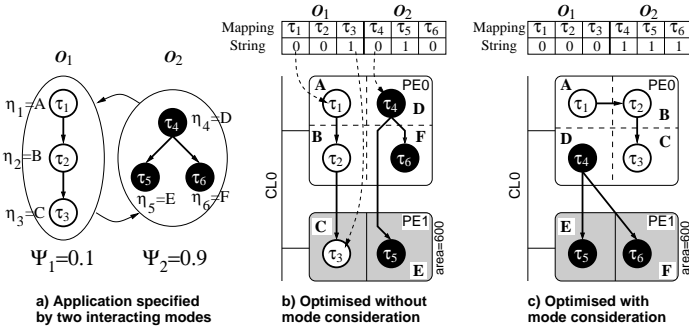 O1 O2
η1=A
τ1
η4=D
τ4
η2=B
τ2
τ5 τ6
η5=E η6=F
η3=C
τ3
Ψ1=0.1 Ψ2=0.9
a) Application specified
by two interacting modes
O1 O2
Mapping τ1 τ2 τ3 τ4 τ5 τ6
String 0 0 1 0 1 0
CL0
A PE0
τ1 τ4
D
B F
τ2 τ6
C PE1
τ3 τ5
E
area=600
b) Optimised without
mode consideration
O1 O2
Mapping τ1 τ2 τ3 τ4 τ5 τ6
String 0 0 0 1 1 1
CL0
A PE0
τ1 τ2
B
D C
τ4 τ3
E PE1
τ5 τ6
F
area=600
c) Optimised with
mode consideration